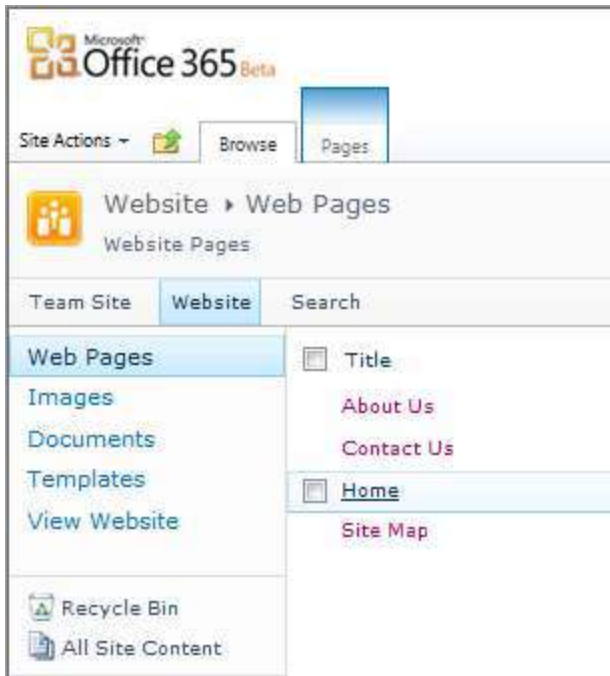 Microsoft
Office 365 Beta
Site Actions Browse Pages
Website Web Pages
Website Pages
Team Site Website Search
Web Pages
Images
Documents
Templates
View Website
Recycle Bin
All Site Content
Title
About Us
Contact Us
Home
Site Map